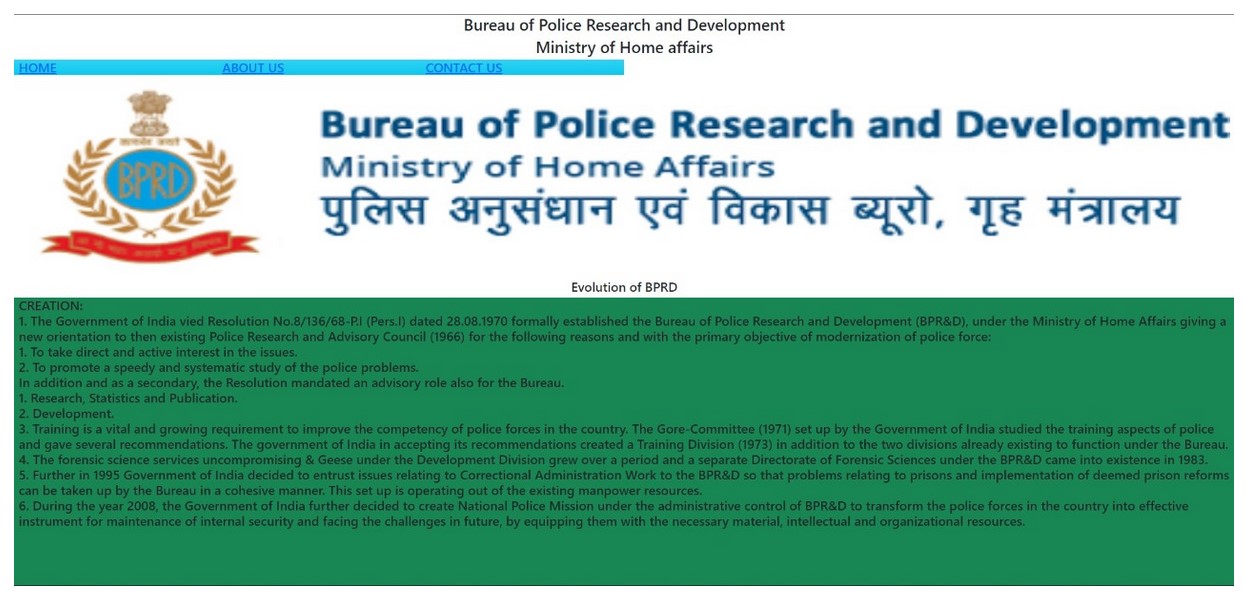 Bureau of Police Research and Development
Ministry of Home affairs
HOME ABOUT US CONTACT US
BPRD
Bureau of Police Research and Development
Ministry of Home Affairs
पुलिस अनुसंधान एवं विकास ब्यूरो, गृह मंत्रालय
Evolution of BPRD
CREATION:
1. The Government of India vied Resolution No.8/136/68-P.I (Pers.I) dated 28.08.1970 formally established the Bureau of Police Research and Development (BPR&D), under the Ministry of Home Affairs giving a
new orientation to then existing Police Research and Advisory Council (1966) for the following reasons and with the primary objective of modernization of police force:
1. To take direct and active interest in the issues.
2. To promote a speedy and systematic study of the police problems.
In addition and as a secondary, the Resolution mandated an advisory role also for the Bureau.
1. Research, Statistics and Publication.
2. Development.
3. Training is a vital and growing requirement to improve the competency of police forces in the country. The Gore-Committee (1971) set up by the Government of India studied the training aspects of police
and gave several recommendations. The government of India in accepting its recommendations created a Training Division (1973) in addition to the two divisions already existing to function under the Bureau.
4. The forensic science services uncompromising & Geese under the Development Division grew over a period and a separate Directorate of Forensic Sciences under the BPR&D came into existence in 1983.
5. Further in 1995 Government of India decided to entrust issues relating to Correctional Administration Work to the BPR&D so that problems relating to prisons and implementation of deemed prison reforms
can be taken up by the Bureau in a cohesive manner. This set up is operating out of the existing manpower resources.
6. During the year 2008, the Government of India further decided to create National Police Mission under the administrative control of BPR&D to transform the police forces in the country into effective
instrument for maintenance of internal security and facing the challenges in future, by equipping them with the necessary material, intellectual and organizational resources.